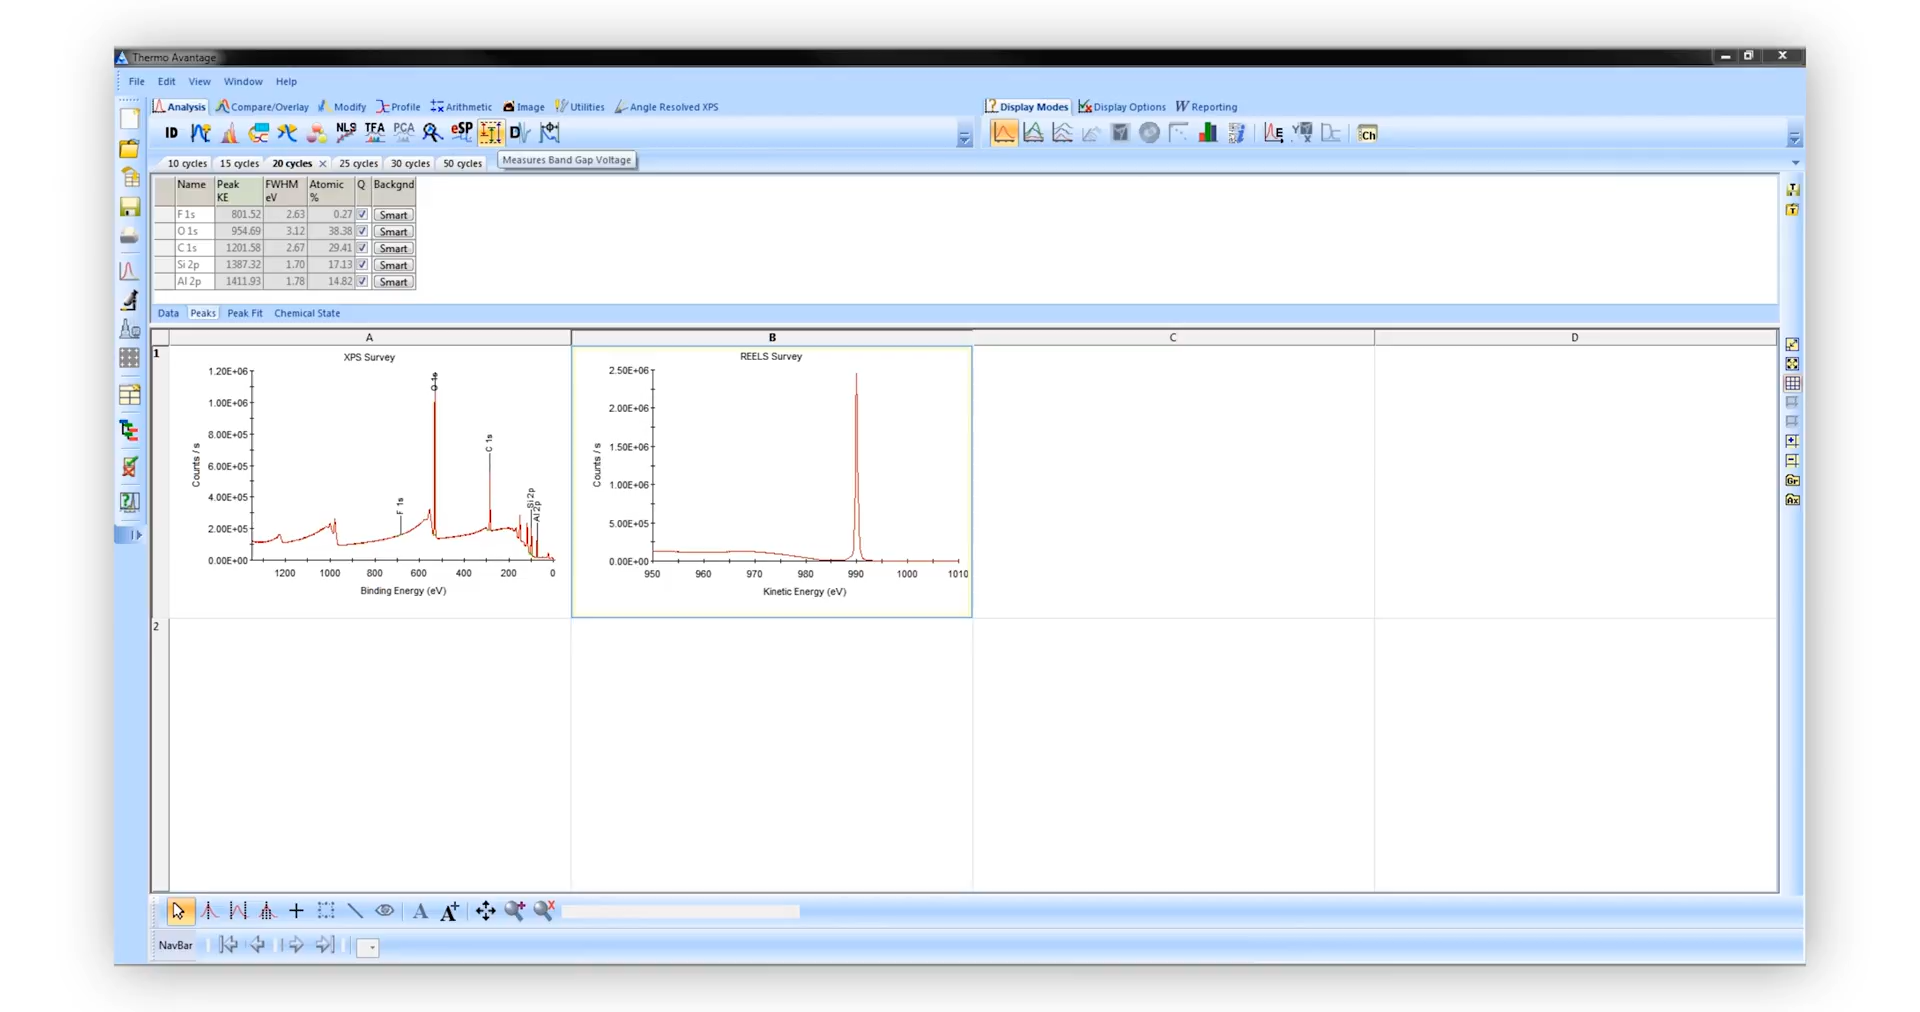 Thermo Avantage
File Edit View Window Help
Analysis Compare/Overlay Modify Profile Arithmetic Image Utilities Angle Resolved XPS Display Modes Display Options Reporting
ID NLS TFA PCA eSP D Ch
10 cycles 15 cycles 20 cycles 25 cycles 30 cycles 50 cycles Measures Band Gap Voltage
Name Peak KE FWHM eV Atomic % Q Backgnd
F 1s 801.52 2.63 0.27 Smart
O 1s 954.69 3.12 38.38 Smart
C 1s 1201.58 2.67 29.41 Smart
Si 2p 1387.32 1.70 17.13 Smart
Al 2p 1411.93 1.78 14.82 Smart
Data Peaks Peak Fit Chemical State
A B C D
1
XPS Survey
1.20E+06
1.00E+06
8.00E+05
6.00E+05
4.00E+05
2.00E+05
0.00E+00
Counts / s
O 1s
C 1s
F 1s
Si 2p
Al 2p
1200 1000 800 600 400 200 0
Binding Energy (eV)
REELS Survey
2.50E+06
2.00E+06
1.50E+06
1.00E+06
5.00E+05
0.00E+00
Counts / s
950 960 970 980 990 1000 1010
Kinetic Energy (eV)
2
A A+
NavBar